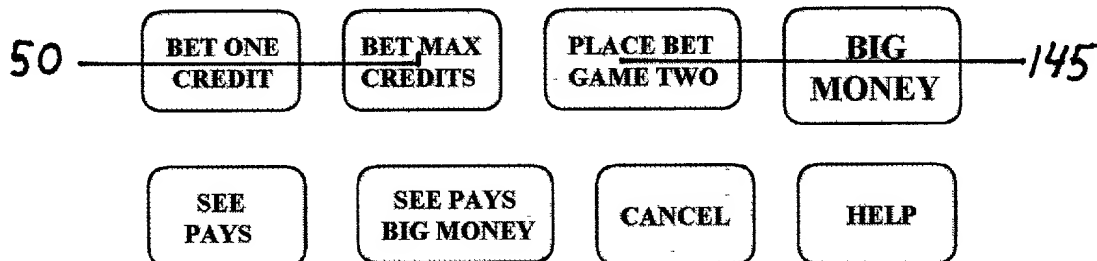 50
BET ONE
CREDIT
BET MAX
CREDITS
PLACE BET
GAME TWO
BIG
MONEY
145
SEE
PAYS
SEE PAYS
BIG MONEY
CANCEL
HELP